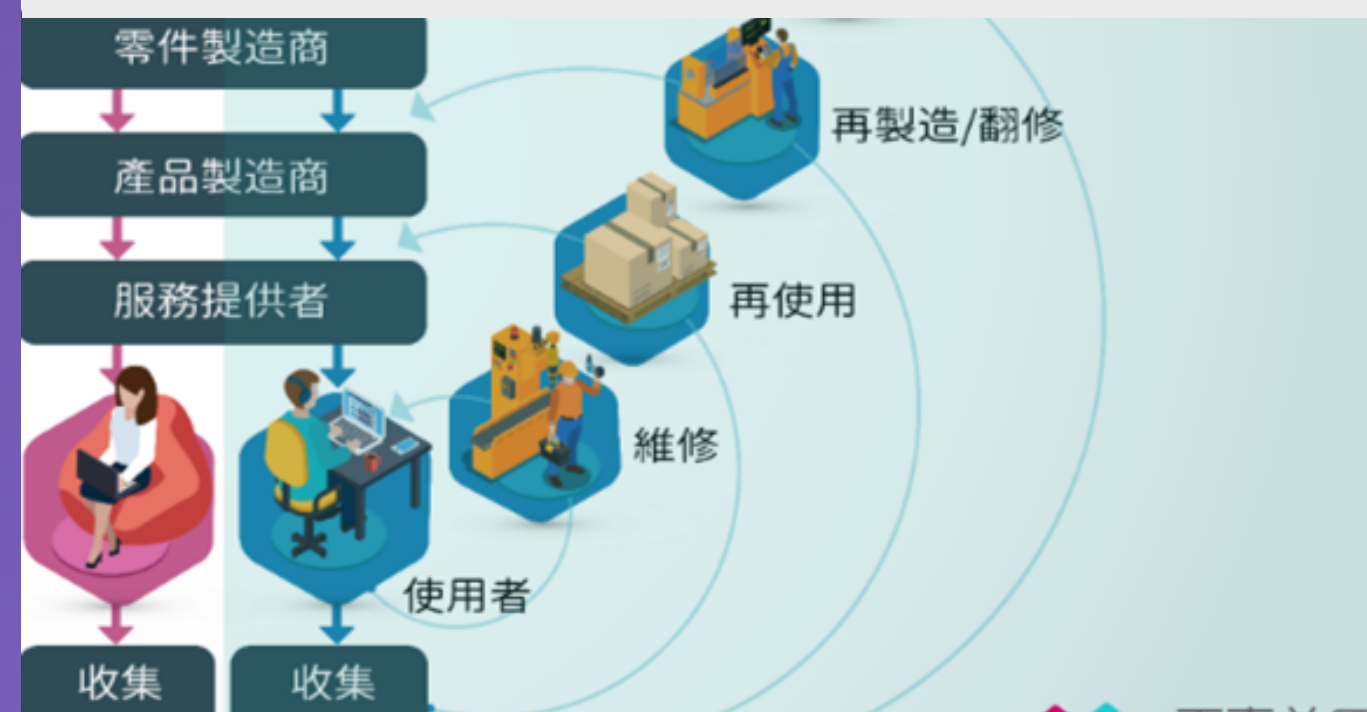 零件製造商
再製造/翻修
產品製造商
服務提供者
再使用
維修
使用者
收集
收集